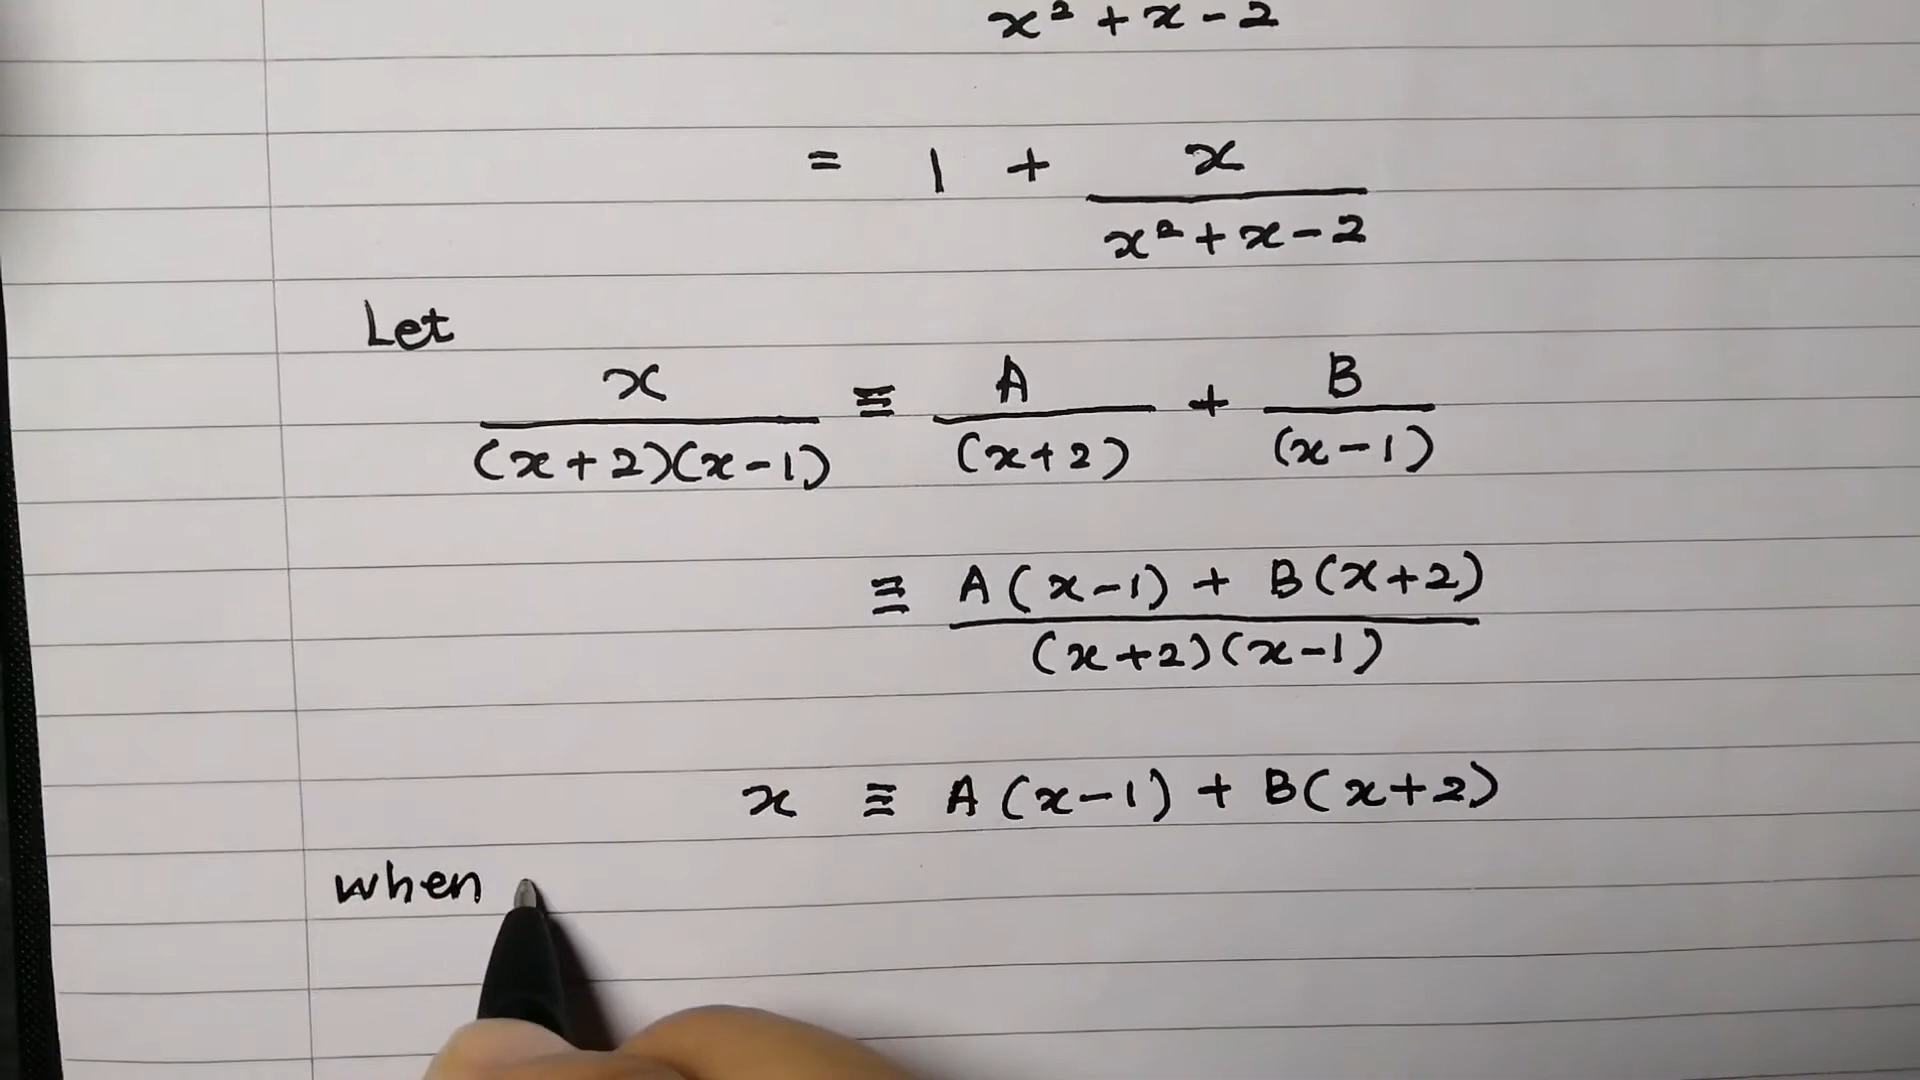 x² + x - 2
= 1 + x / (x² + x - 2)
Let
x / ((x+2)(x-1)) ≡ A / (x+2) + B / (x-1)
≡ (A(x-1) + B(x+2)) / ((x+2)(x-1))
x ≡ A(x-1) + B(x+2)
when